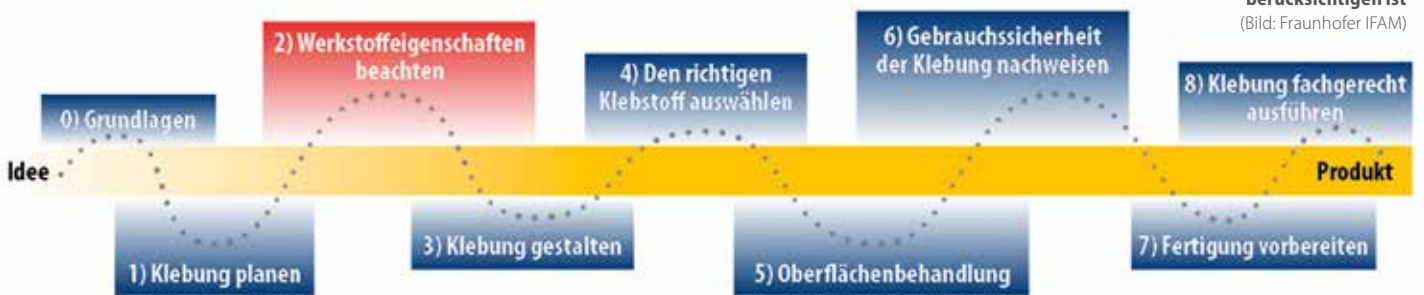 berücksichtigen ist
(Bild: Fraunhofer IFAM)
0) Grundlagen
2) Werkstoffeigenschaften
beachten
4) Den richtigen
Klebstoff auswählen
6) Gebrauchssicherheit
der Klebung nachweisen
8) Klebung fachgerecht
ausführen
Idee
Produkt
1) Klebung planen
3) Klebung gestalten
5) Oberflächenbehandlung
7) Fertigung vorbereiten